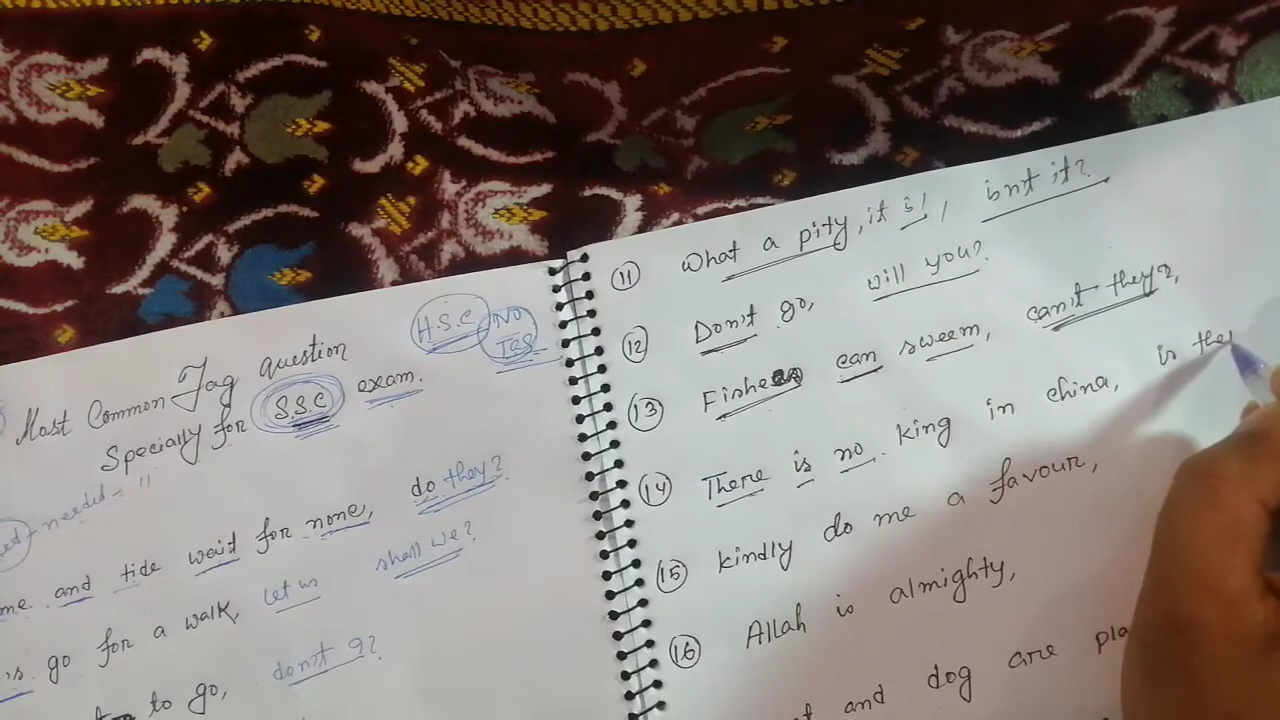 H.S.C No Tag
Most Common Tag question
Specially for S.S.C exam.
needed - "
and tide wait for none, do they?
go for a walk, let us shall we?
to go, don't I?
11 What a pity, it is!, isn't it?
12 Don't go, will you?
13 Fishes can sweem, can't they?,
14 There is no king in china, is the
15 kindly do me a favour,
16 Allah is almighty,
and dog are pla